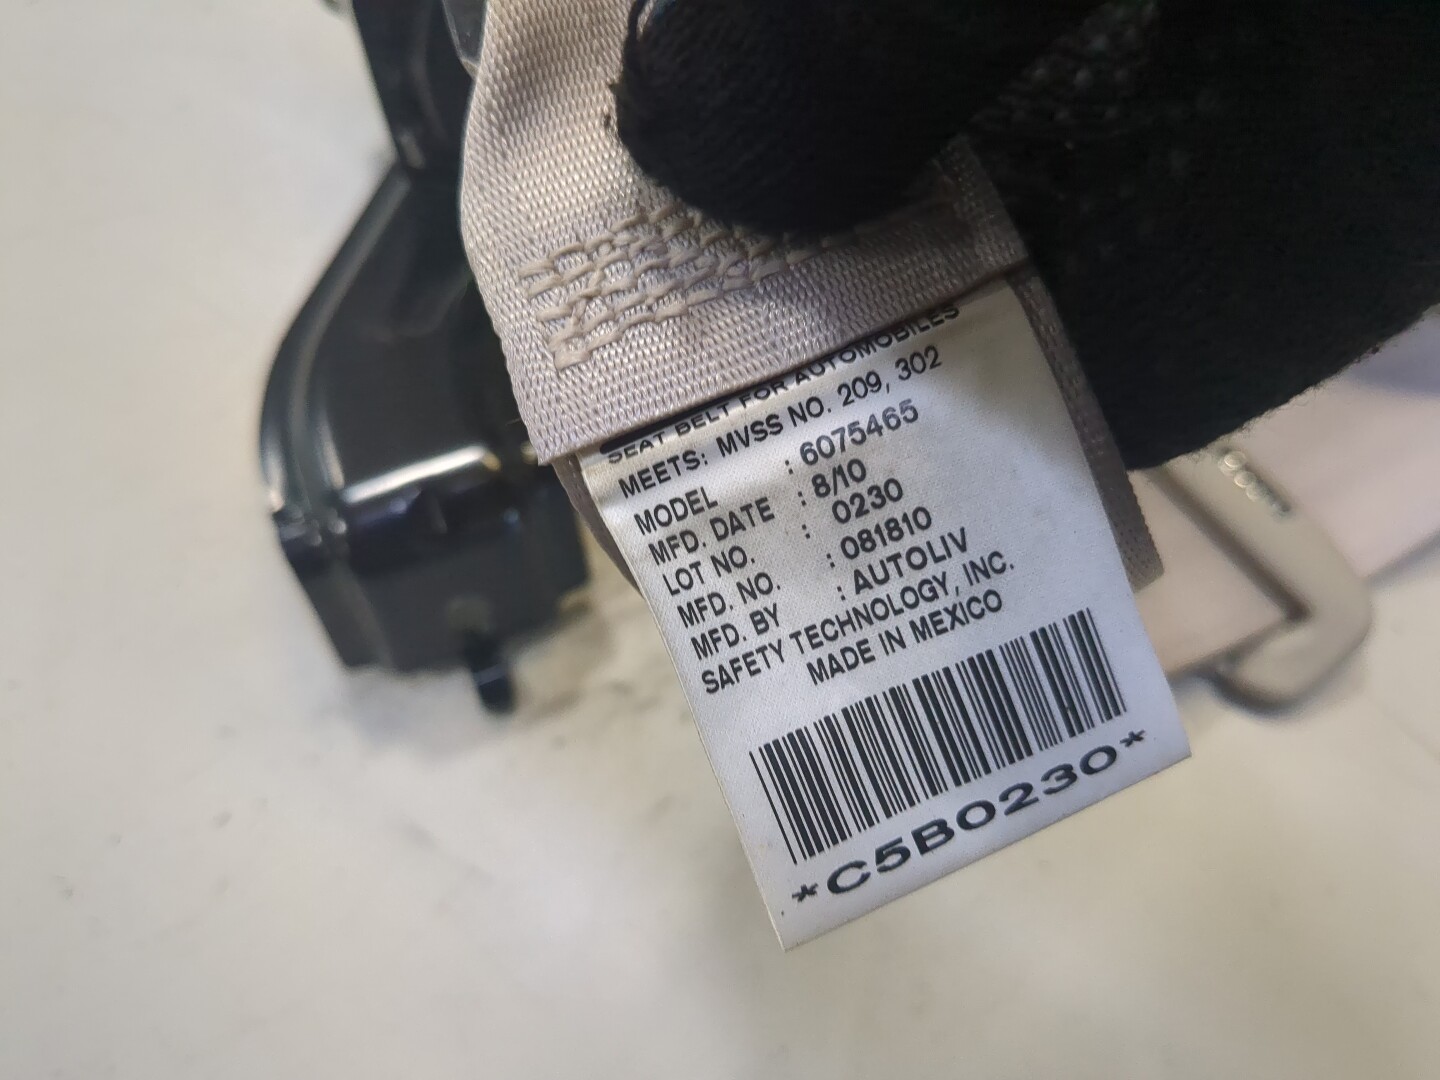 SEAT BELT FOR AUTOMOBILES
MEETS: MVSS NO. 209, 302
MODEL : 6075465
MFD. DATE : 8/10
LOT NO. : 0230
MFD. NO. : 081810
MFD. BY : AUTOLIV
SAFETY TECHNOLOGY, INC.
MADE IN MEXICO
*C5B0230*